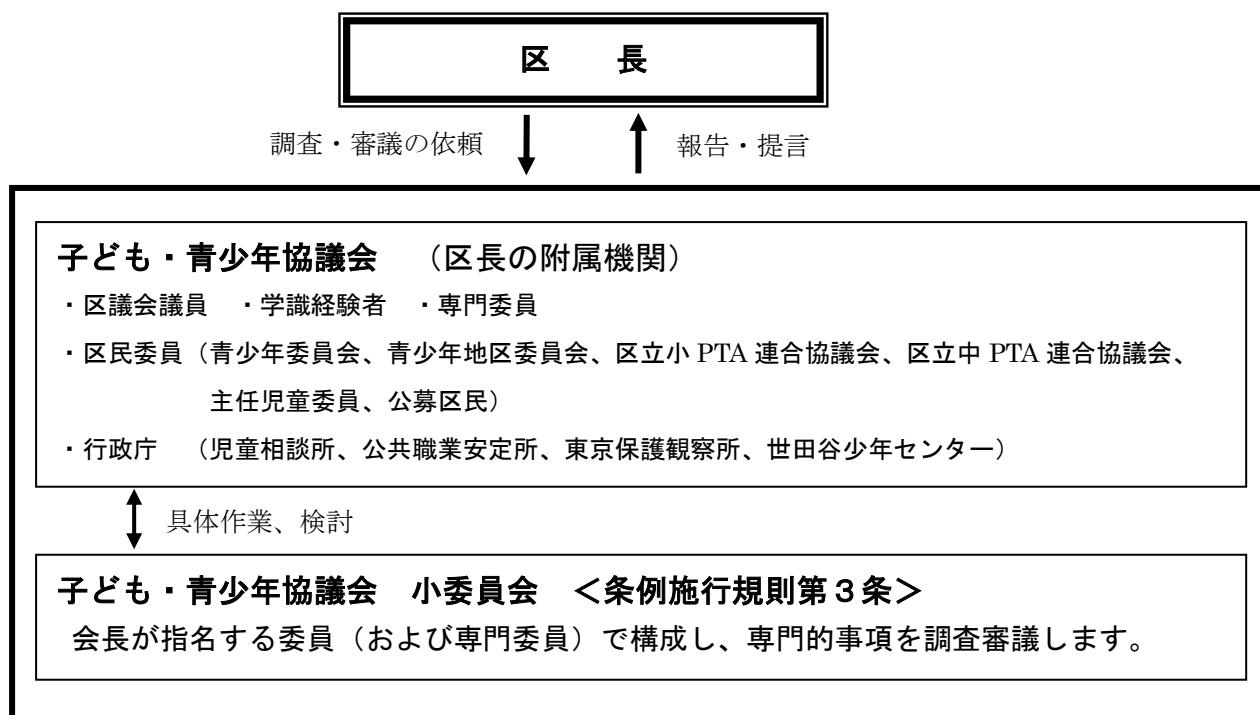 区　長
調査・審議の依頼　報告・提言
子ども・青少年協議会　（区長の附属機関）
・区議会議員　・学識経験者　・専門委員
・区民委員（青少年委員会、青少年地区委員会、区立小 PTA 連合協議会、区立中 PTA 連合協議会、
主任児童委員、公募区民）
・行政庁　（児童相談所、公共職業安定所、東京保護観察所、世田谷少年センター）
具体作業、検討
子ども・青少年協議会　小委員会　＜条例施行規則第３条＞
会長が指名する委員（および専門委員）で構成し、専門的事項を調査審議します。